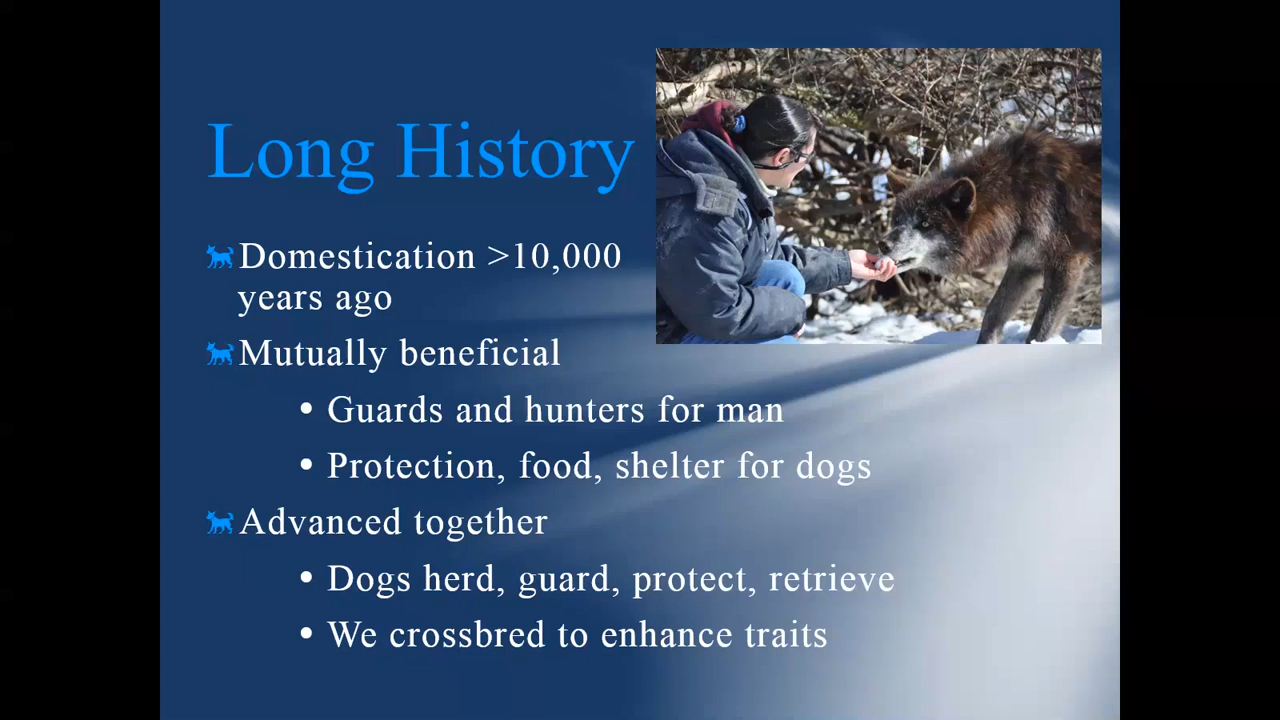 Long History
Domestication >10,000
years ago
Mutually beneficial
• Guards and hunters for man
• Protection, food, shelter for dogs
Advanced together
• Dogs herd, guard, protect, retrieve
• We crossbred to enhance traits